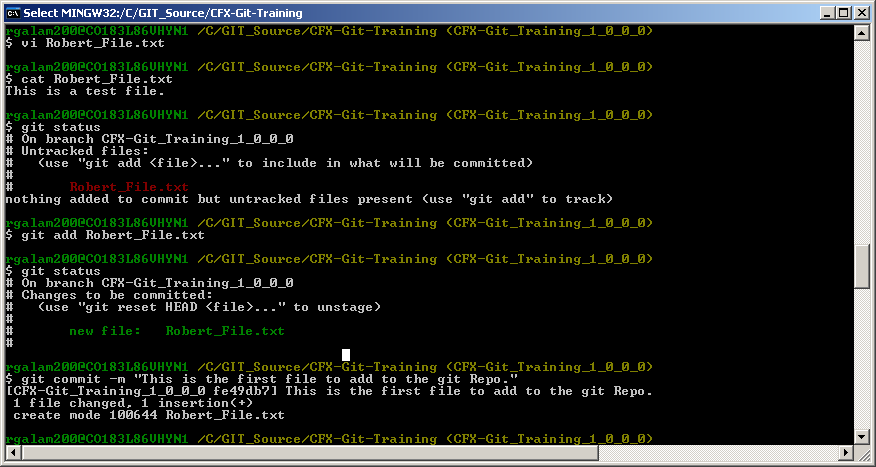 Select MINGW32:/C/GIT_Source/CFX-Git-Training
rgalam200@CO183L86VHYN1 /C/GIT_Source/CFX-Git-Training (CFX-Git_Training_1_0_0_0)
$ vi Robert_File.txt
rgalam200@CO183L86VHYN1 /C/GIT_Source/CFX-Git-Training (CFX-Git_Training_1_0_0_0)
$ cat Robert_File.txt
This is a test file.
rgalam200@CO183L86VHYN1 /C/GIT_Source/CFX-Git-Training (CFX-Git_Training_1_0_0_0)
$ git status
# On branch CFX-Git_Training_1_0_0_0
# Untracked files:
#   (use "git add <file>..." to include in what will be committed)
#
#       Robert_File.txt
nothing added to commit but untracked files present (use "git add" to track)
rgalam200@CO183L86VHYN1 /C/GIT_Source/CFX-Git-Training (CFX-Git_Training_1_0_0_0)
$ git add Robert_File.txt
rgalam200@CO183L86VHYN1 /C/GIT_Source/CFX-Git-Training (CFX-Git_Training_1_0_0_0)
$ git status
# On branch CFX-Git_Training_1_0_0_0
# Changes to be committed:
#   (use "git reset HEAD <file>..." to unstage)
#
#       new file:   Robert_File.txt
#
rgalam200@CO183L86VHYN1 /C/GIT_Source/CFX-Git-Training (CFX-Git_Training_1_0_0_0)
$ git commit -m "This is the first file to add to the git Repo."
[CFX-Git_Training_1_0_0_0 fe49db7] This is the first file to add to the git Repo.
 1 file changed, 1 insertion(+)
 create mode 100644 Robert_File.txt
rgalam200@CO183L86VHYN1 /C/GIT_Source/CFX-Git-Training (CFX-Git_Training_1_0_0_0)